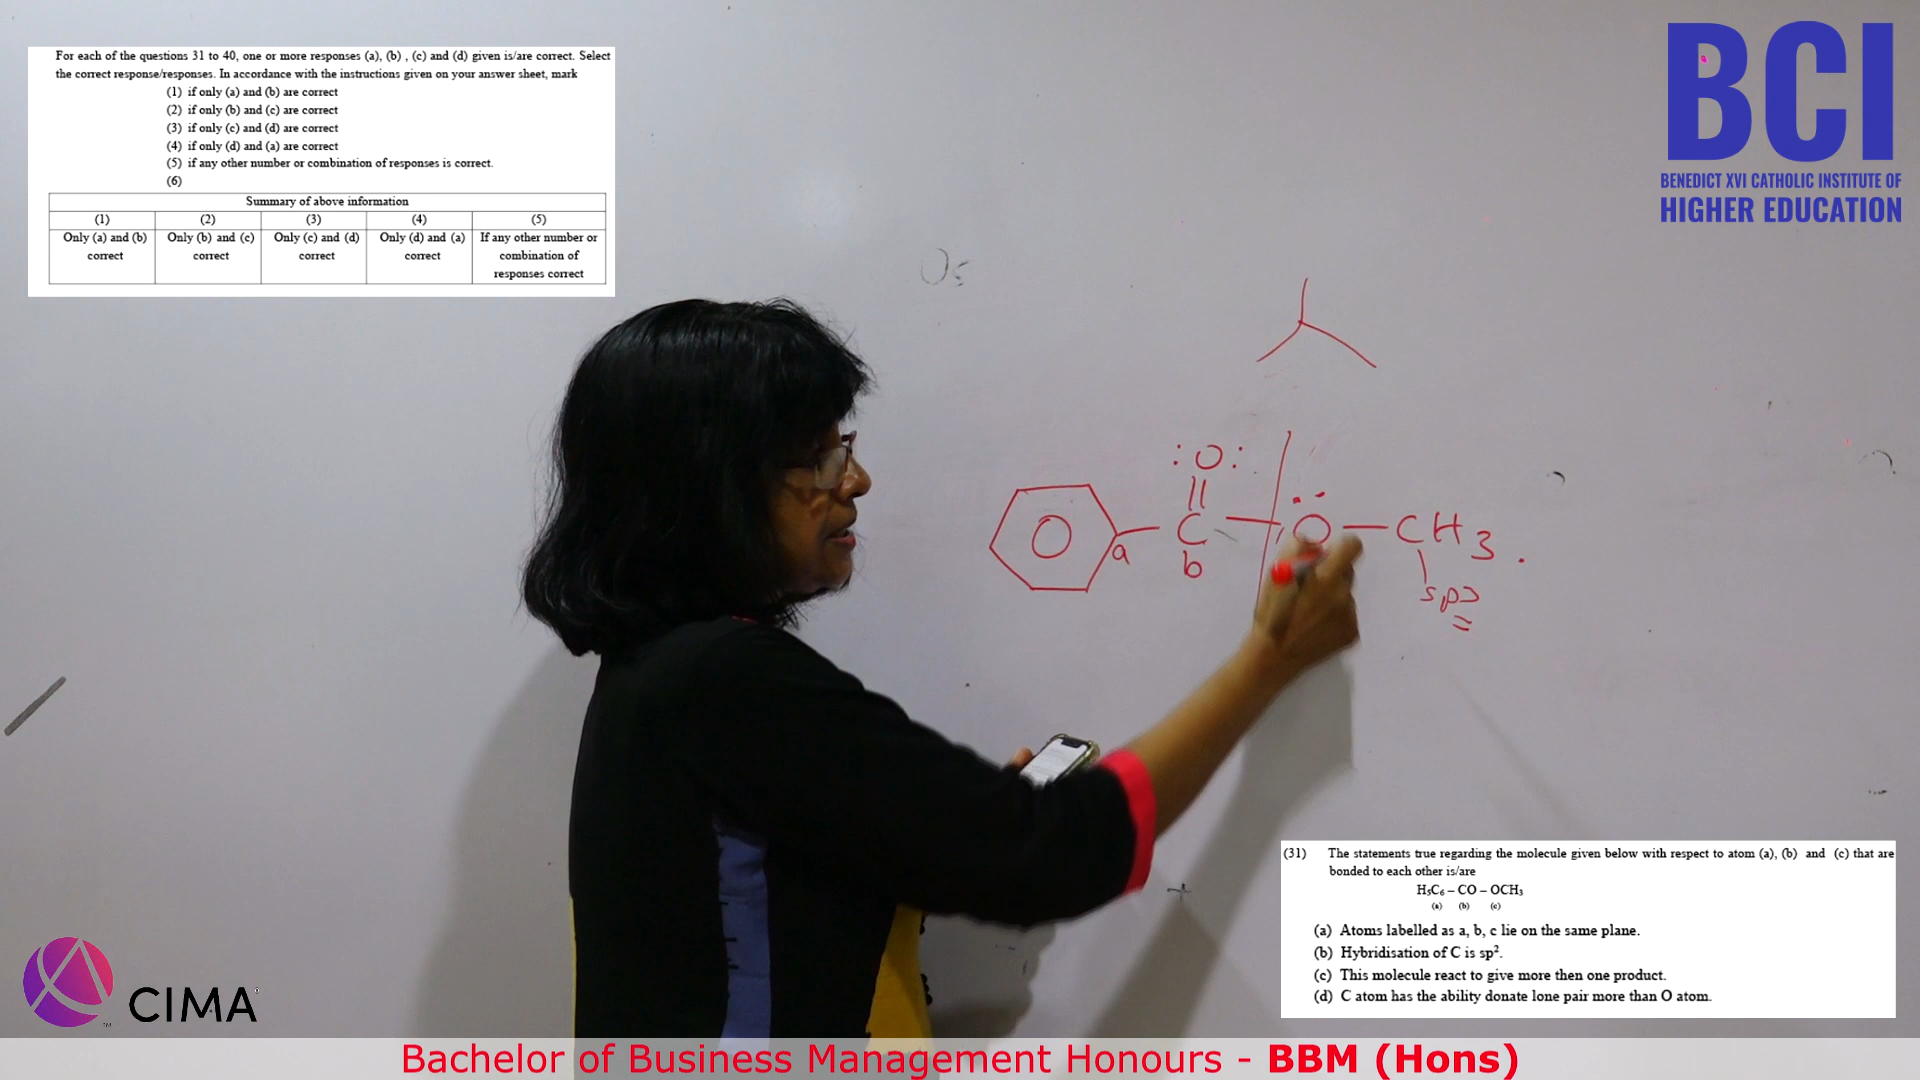 For each of the questions 31 to 40, one or more responses (a), (b) , (c) and (d) given is/are correct. Select
the correct response/responses. In accordance with the instructions given on your answer sheet, mark
(1) if only (a) and (b) are correct
(2) if only (b) and (c) are correct
(3) if only (c) and (d) are correct
(4) if only (d) and (a) are correct
(5) if any other number or combination of responses is correct.
(6)
Summary of above information
(1) (2) (3) (4) (5)
Only (a) and (b) Only (b) and (c) Only (c) and (d) Only (d) and (a) If any other number or
correct correct correct correct combination of
responses correct
BCI
BENEDICT XVI CATHOLIC INSTITUTE OF
HIGHER EDUCATION
:O:
C — O — CH3.
a
b
sp3
(31) The statements true regarding the molecule given below with respect to atom (a), (b) and (c) that are
bonded to each other is/are
H5C6 – CO – OCH3
(a) (b) (c)
(a) Atoms labelled as a, b, c lie on the same plane.
(b) Hybridisation of C is sp².
(c) This molecule react to give more then one product.
(d) C atom has the ability donate lone pair more than O atom.
CIMA
Bachelor of Business Management Honours - BBM (Hons)